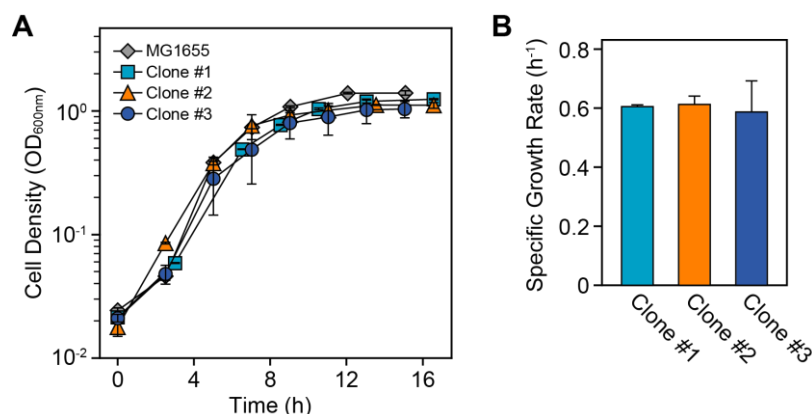 A
Cell Density (OD600nm)
10⁰
10⁻¹
10⁻²
MG1655
Clone #1
Clone #2
Clone #3
0 4 8 12 16
Time (h)
B
Specific Growth Rate (h⁻¹)
0.8
0.6
0.4
0.2
0
Clone #1
Clone #2
Clone #3